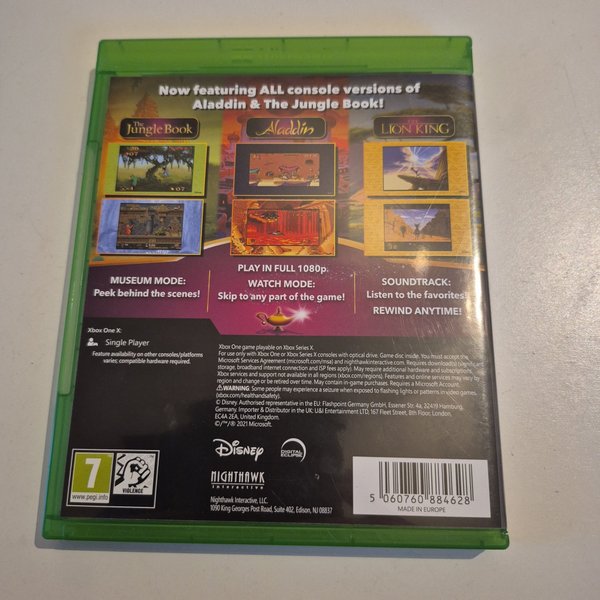 Now featuring ALL console versions of
Aladdin & The Jungle Book!
The
Jungle Book
Aladdin
THE
LION KING
MUSEUM MODE:
Peek behind the scenes!
PLAY IN FULL 1080p
WATCH MODE:
Skip to any part of the game!
SOUNDTRACK:
Listen to the favorites!
REWIND ANYTIME!
Xbox One X:
Single Player
Feature availability on other consoles/platforms
varies; compatible hardware required.
Xbox One game playable on Xbox Series X.
For use only with Xbox One or Xbox Series X consoles with optical drive. Game disc inside. You must accept the
Microsoft Services Agreement (microsoft.com/msa) and nighthawkinteractive.com. Requires download(s)
storage, broadband internet connection and ISP fees apply). May require additional hardware and subscriptions.
Xbox services and support not available in all regions (xbox.com/regions). Features and online services may vary by
region and change or be retired over time. May contain in-game purchases. Requires a Microsoft Account.
WARNING: Some people may experience a seizure when exposed to flashing lights or patterns in video games.
(xbox.com/healthandsafety).
© Disney. Authorised representative in the EU: Flashpoint Germany GmbH, Essener Str. 4a, 22419 Hamburg,
Germany. Importer & Distributor in the UK: U&I Entertainment LTD, 167 Fleet Street, 8th Floor, London,
EC4A 2EA, United Kingdom.
©/™/® 2021 Microsoft.
7
www.pegi.info
VIOLENCE
Disney
DIGITAL
ECLIPSE
NIGHTHAWK
interactive
Nighthawk Interactive, LLC.
1090 King Georges Post Road, Suite 402, Edison, NJ 08837
5 060760 884628
MADE IN EUROPE